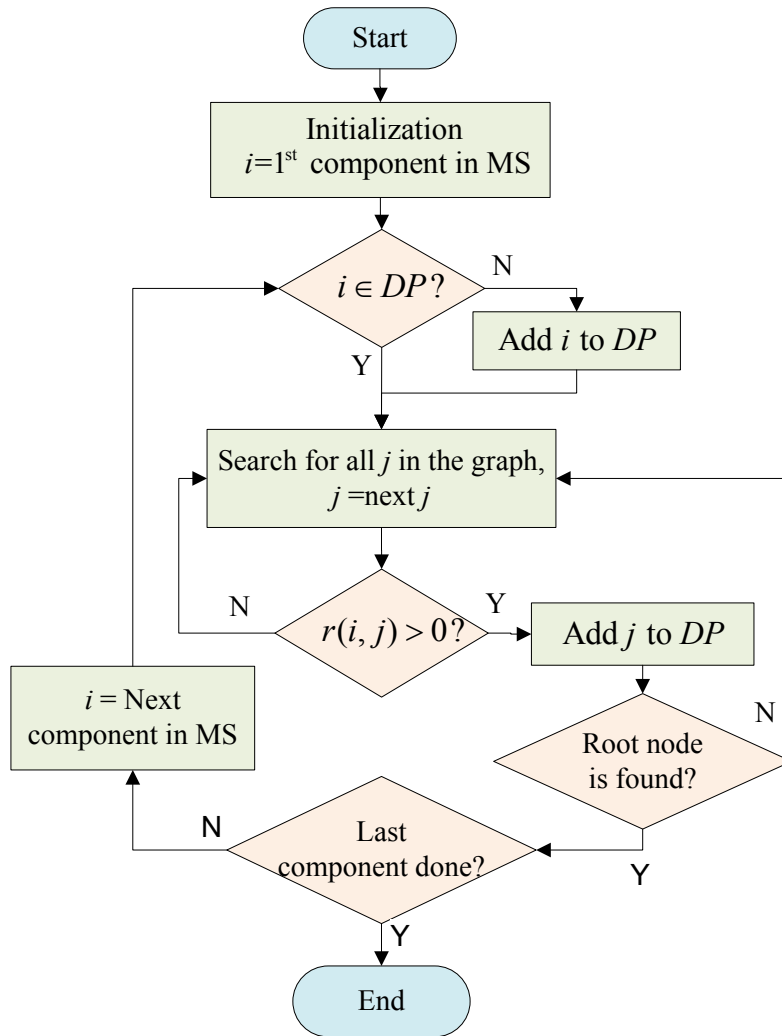 Start
Initialization
i=1st component in MS
i ∈ DP?
N
Add i to DP
Y
Search for all j in the graph,
j =next j
N
r(i, j) > 0?
Y
Add j to DP
i = Next
component in MS
N
Root node
is found?
N
Last
component done?
Y
Y
End